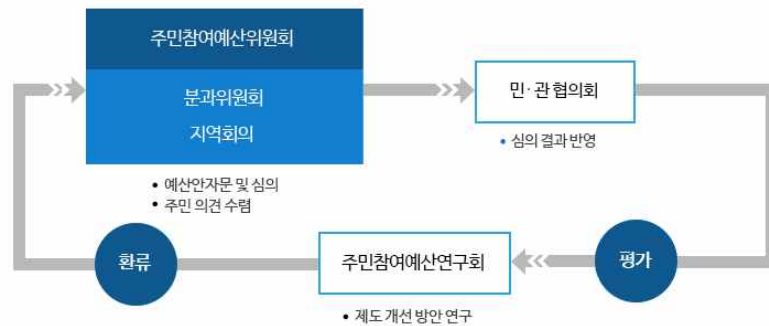 주민참여예산위원회
분과위원회
지역회의
• 예산안자문 및 심의
• 주민 의견 수렴
민·관 협의회
• 심의 결과 반영
평가
주민참여예산연구회
• 제도 개선 방안 연구
환류